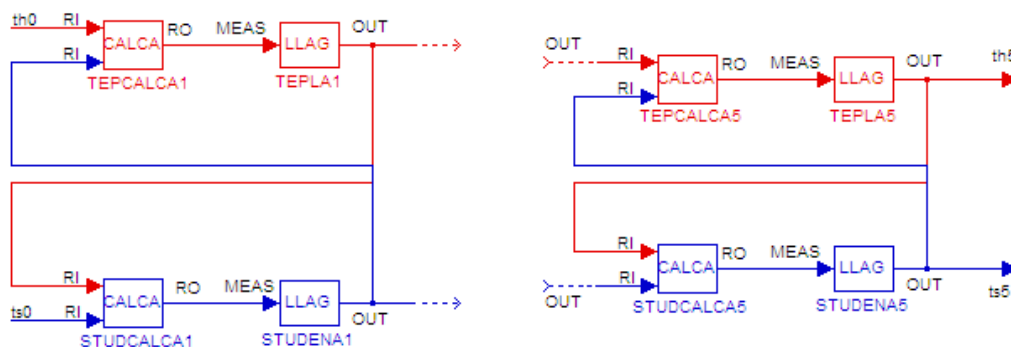 th0 RI RO MEAS OUT
CALCA LLAG
RI
TEPCALCA1 TEPLA1
RI RO MEAS
CALCA LLAG
ts0 RI OUT
STUDCALCA1 STUDENA1
OUT RI RO MEAS OUT th5
CALCA LLAG
RI
TEPCALCA5 TEPLA5
RI RO MEAS
CALCA LLAG
OUT RI OUT ts5
STUDCALCA5 STUDENA5